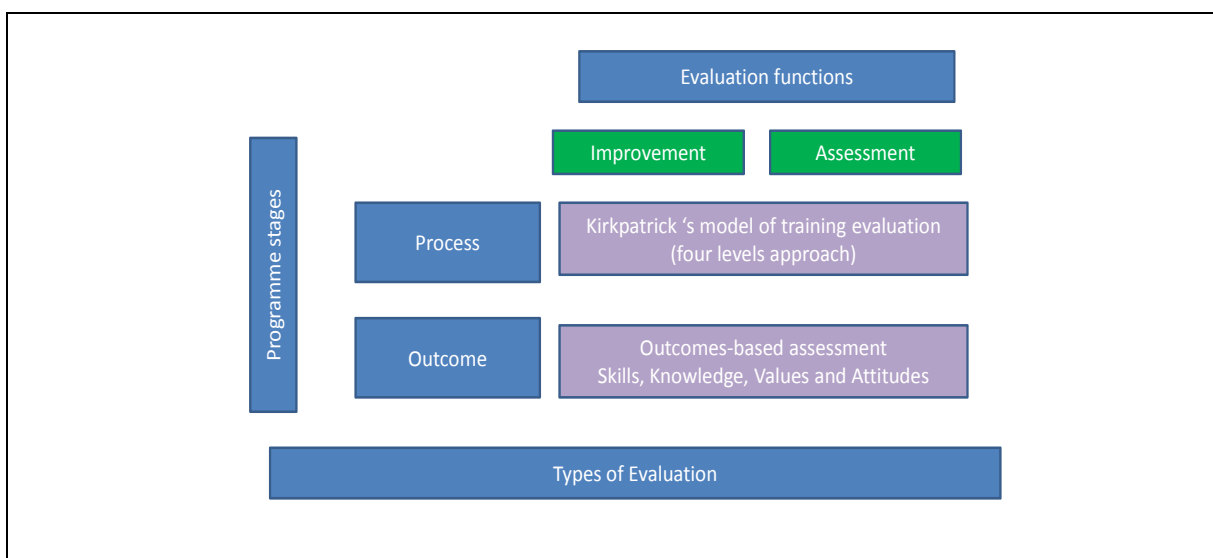 Evaluation functions
Improvement
Assessment
Programme stages
Process
Kirkpatrick ‘s model of training evaluation
(four levels approach)
Outcome
Outcomes-based assessment
Skills, Knowledge, Values and Attitudes
Types of Evaluation